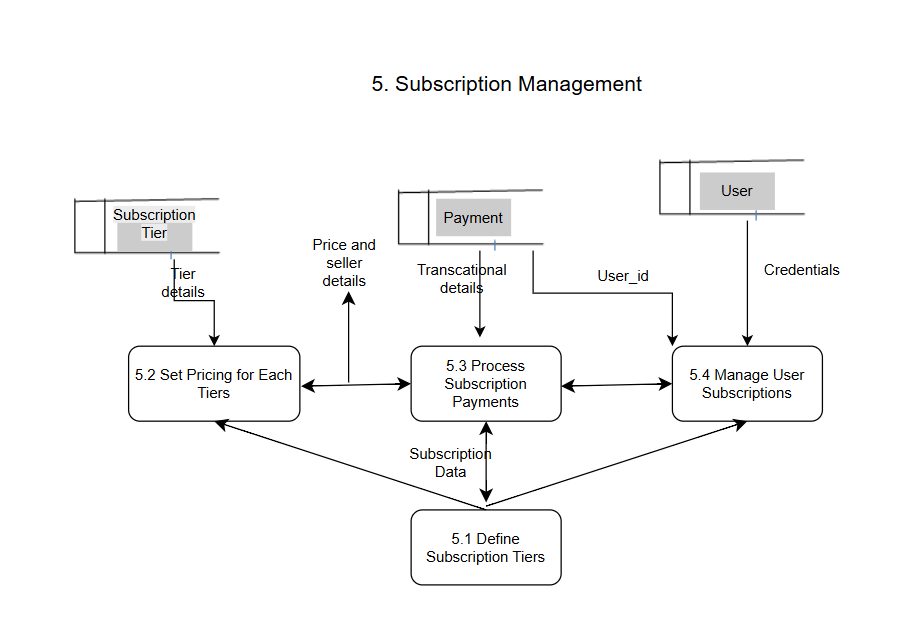 5. Subscription Management
User
Subscription
Tier
Payment
Price and
seller
details
Tier
details
Transcational
details
User_id
Credentials
5.2 Set Pricing for Each
Tiers
5.3 Process
Subscription
Payments
5.4 Manage User
Subscriptions
Subscription
Data
5.1 Define
Subscription Tiers